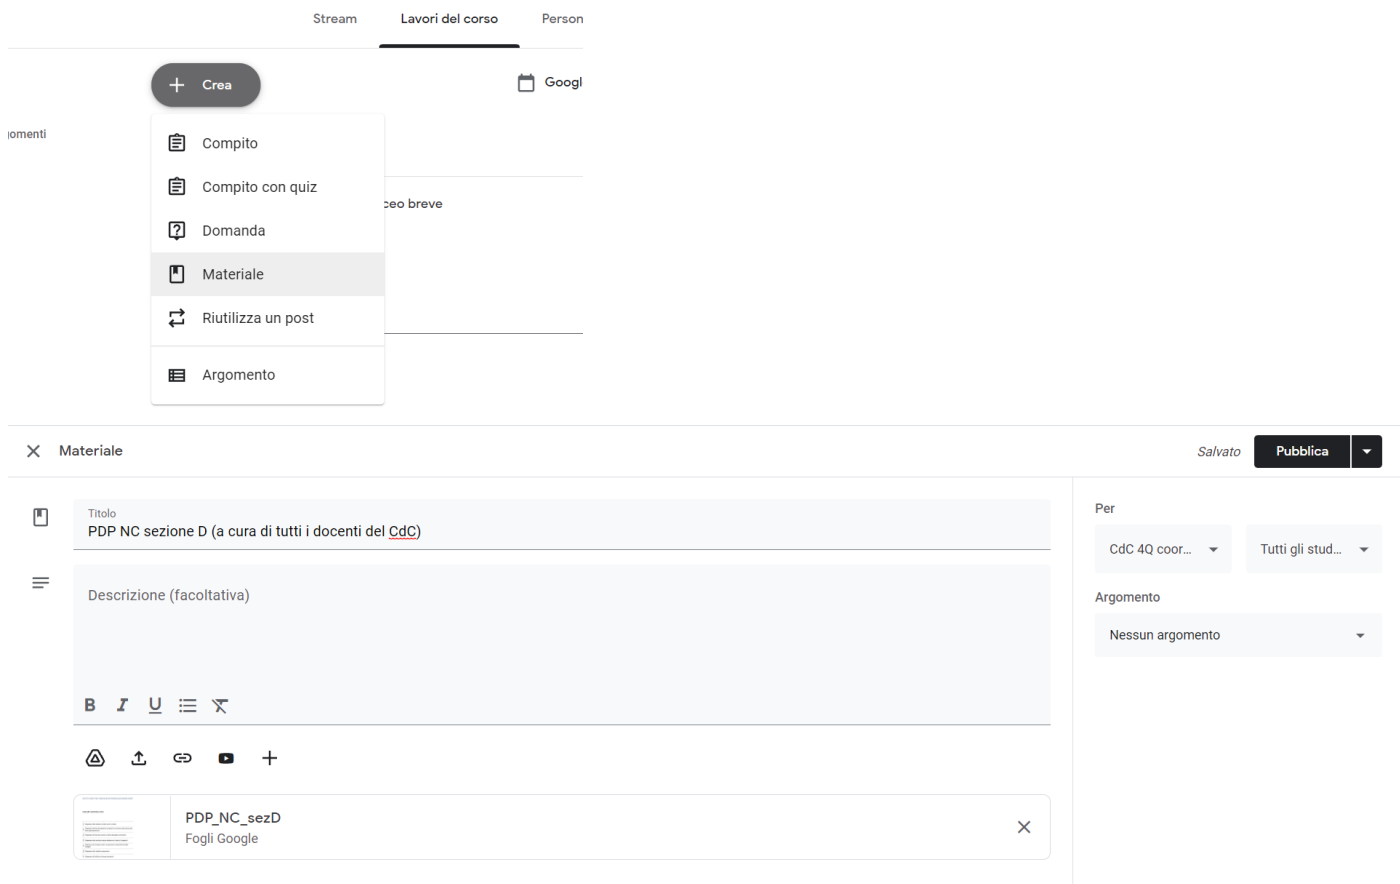 Stream Lavori del corso Person
Crea
Googl
gomenti
Compito
Compito con quiz
ceo breve
Domanda
Materiale
Riutilizza un post
Argomento
Materiale
Salvato
Pubblica
Titolo
PDP NC sezione D (a cura di tutti i docenti del CdC)
Descrizione (facoltativa)
B I U
PDP_NC_sezD
Fogli Google
Per
CdC 4Q coor...
Tutti gli stud...
Argomento
Nessun argomento